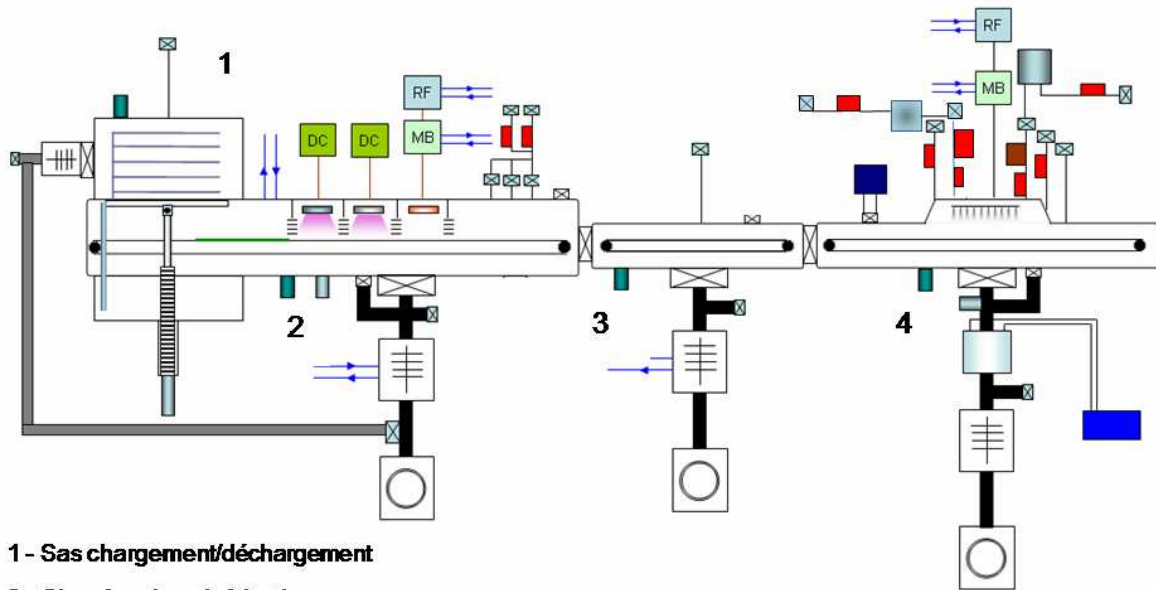 1
RF
MB
DC DC
RF
MB
2
3
4
1 - Sas chargement/déchargement